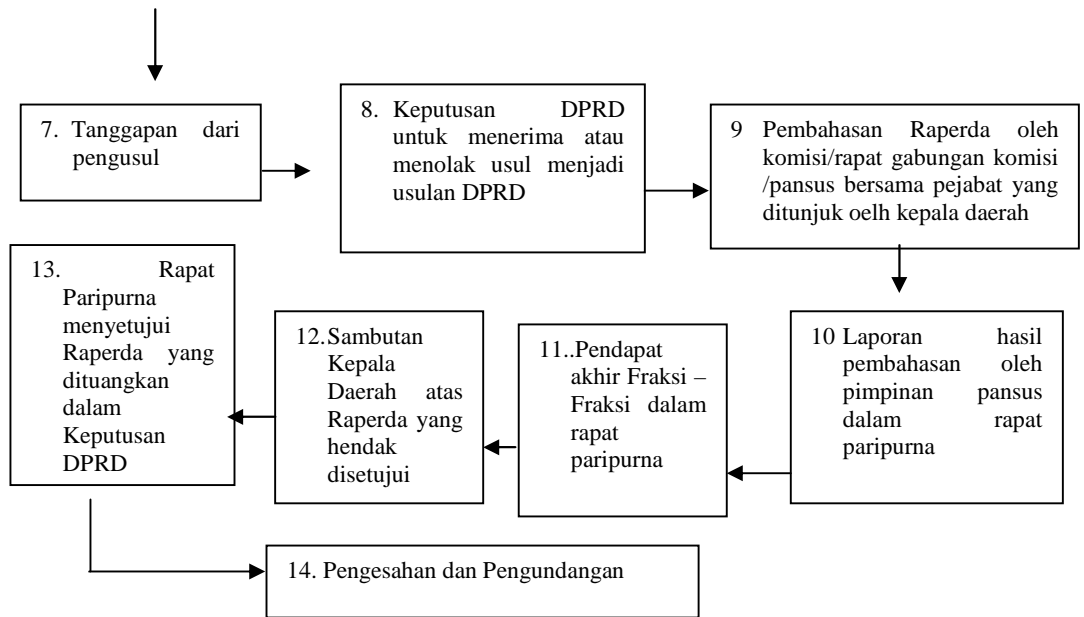 7. Tanggapan dari
pengusul
8. Keputusan DPRD
untuk menerima atau
menolak usul menjadi
usulan DPRD
9 Pembahasan Raperda oleh
komisi/rapat gabungan komisi
/pansus bersama pejabat yang
ditunjuk oelh kepala daerah
10 Laporan hasil
pembahasan oleh
pimpinan pansus
dalam rapat
paripurna
11..Pendapat
akhir Fraksi –
Fraksi dalam
rapat
paripurna
12.Sambutan
Kepala
Daerah atas
Raperda yang
hendak
disetujui
13. Rapat
Paripurna
menyetujui
Raperda yang
dituangkan
dalam
Keputusan
DPRD
14. Pengesahan dan Pengundangan